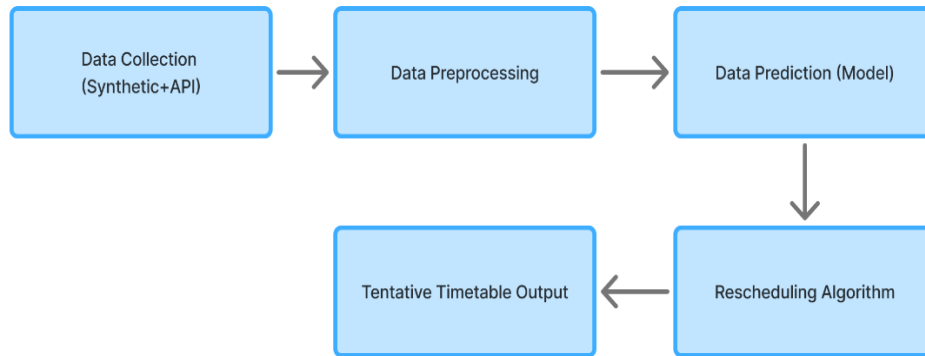 Data Collection
(Synthetic+API)
Data Preprocessing
Data Prediction (Model)
Tentative Timetable Output
Rescheduling Algorithm